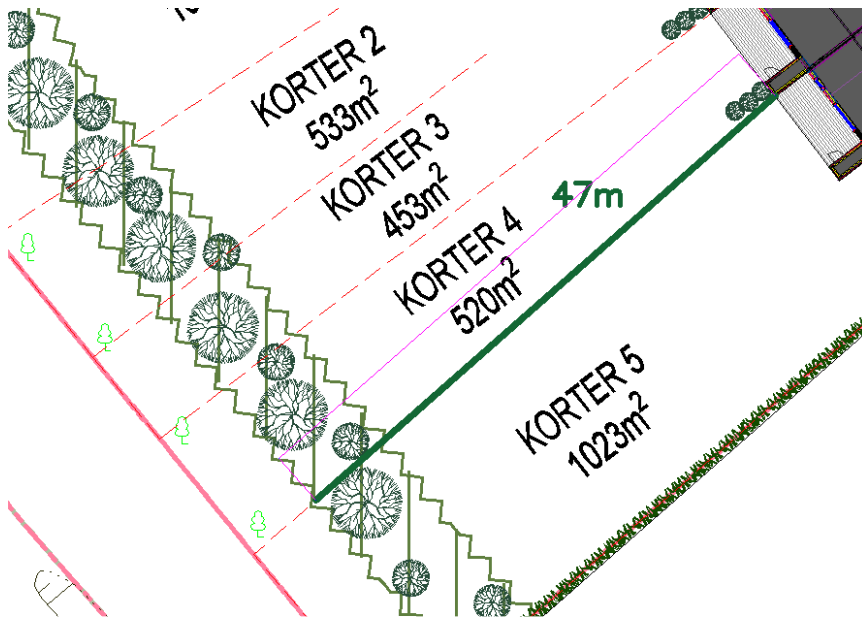 KORTER 2
533m²
KORTER 3
453m²
47m
KORTER 4
520m²
KORTER 5
1023m²